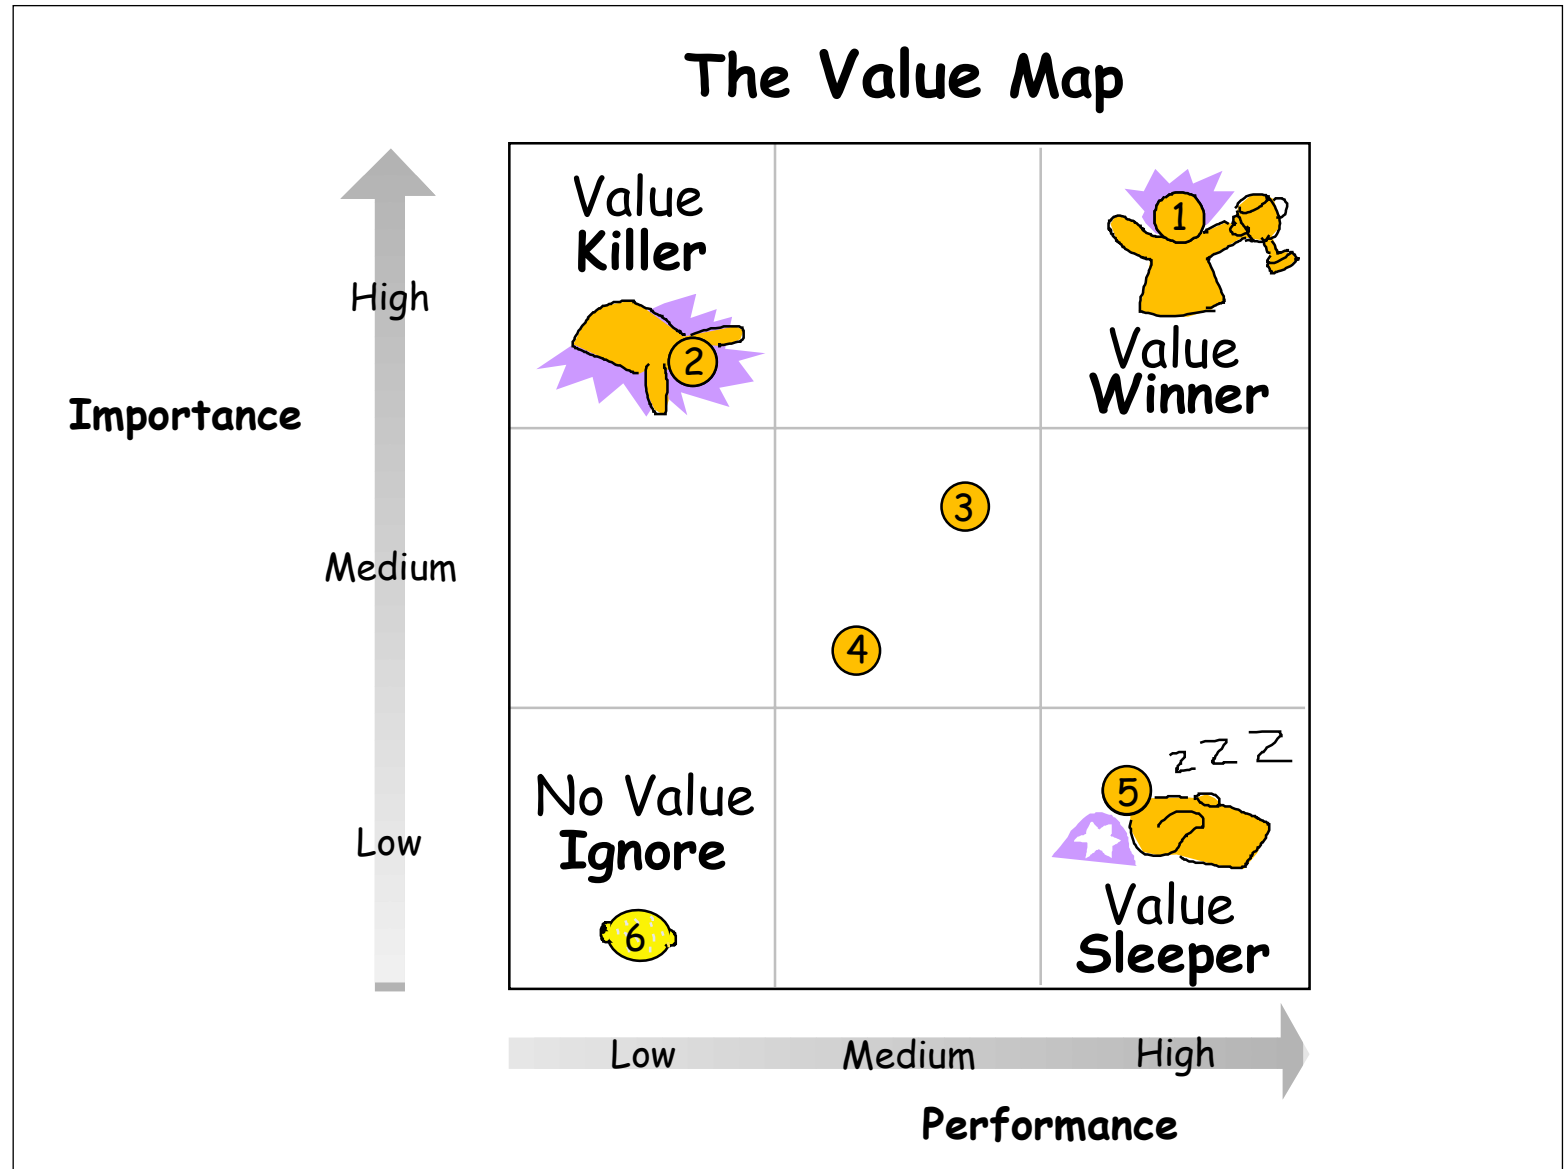 The Value Map
Value
Killer
1
2
High
Value
Winner
Importance
3
Medium
4
z Z Z
5
No Value
Ignore
Low
6
Value
Sleeper
Low
Medium
High
Performance